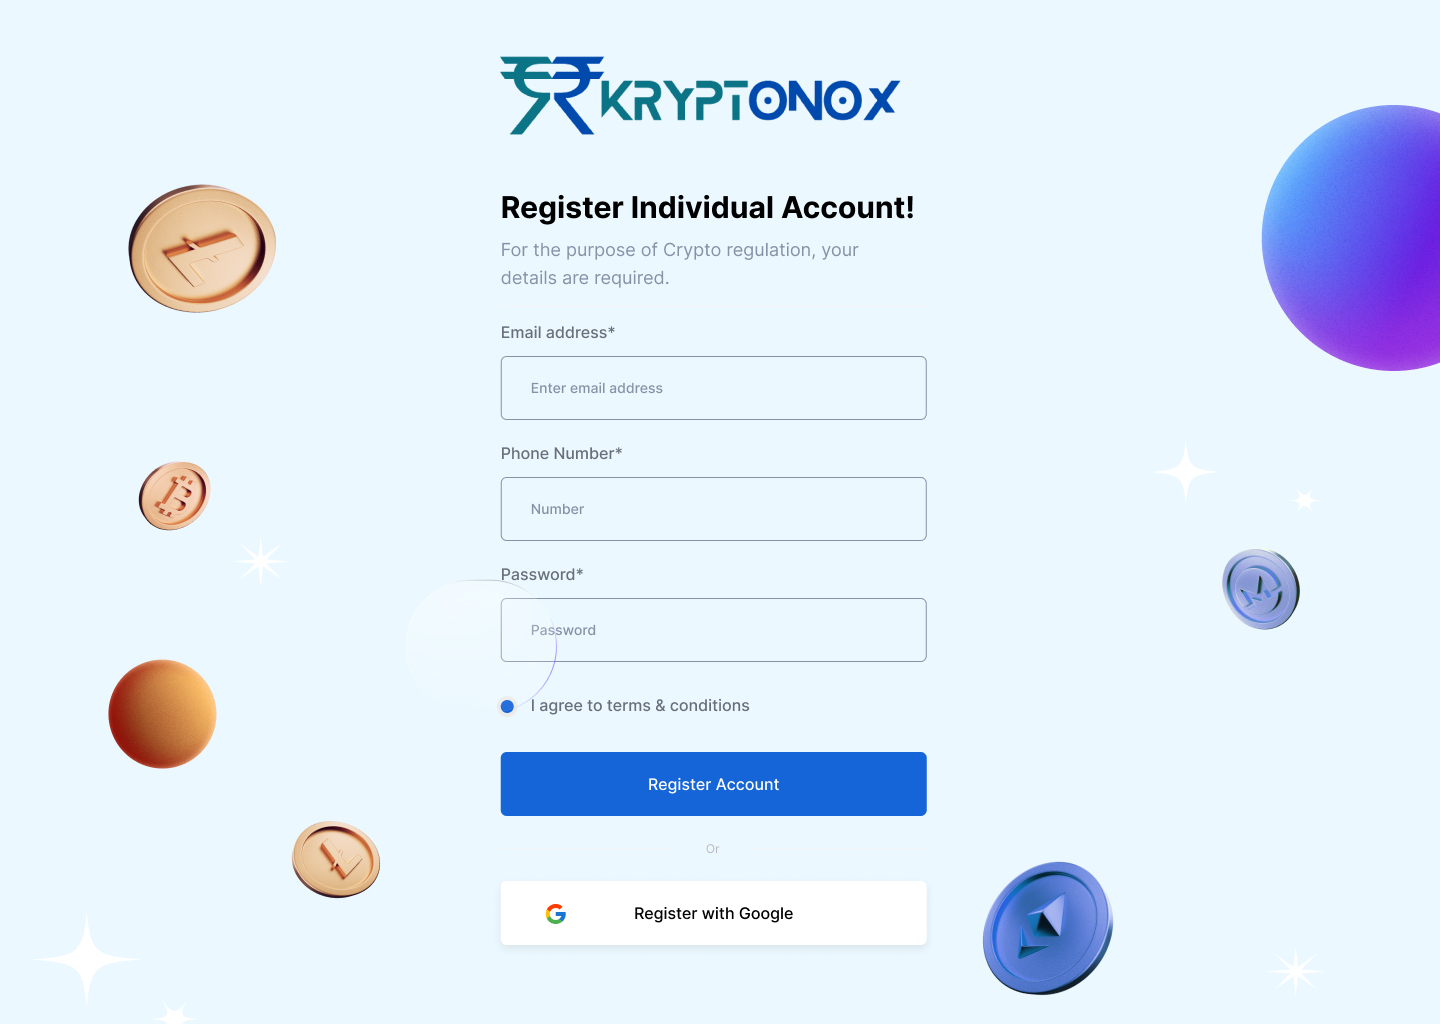 KRYPTONOX
Register Individual Account!
For the purpose of Crypto regulation, your
details are required.
Email address*
Enter email address
Phone Number*
Number
Password*
Password
I agree to terms & conditions
Register Account
Or
Register with Google